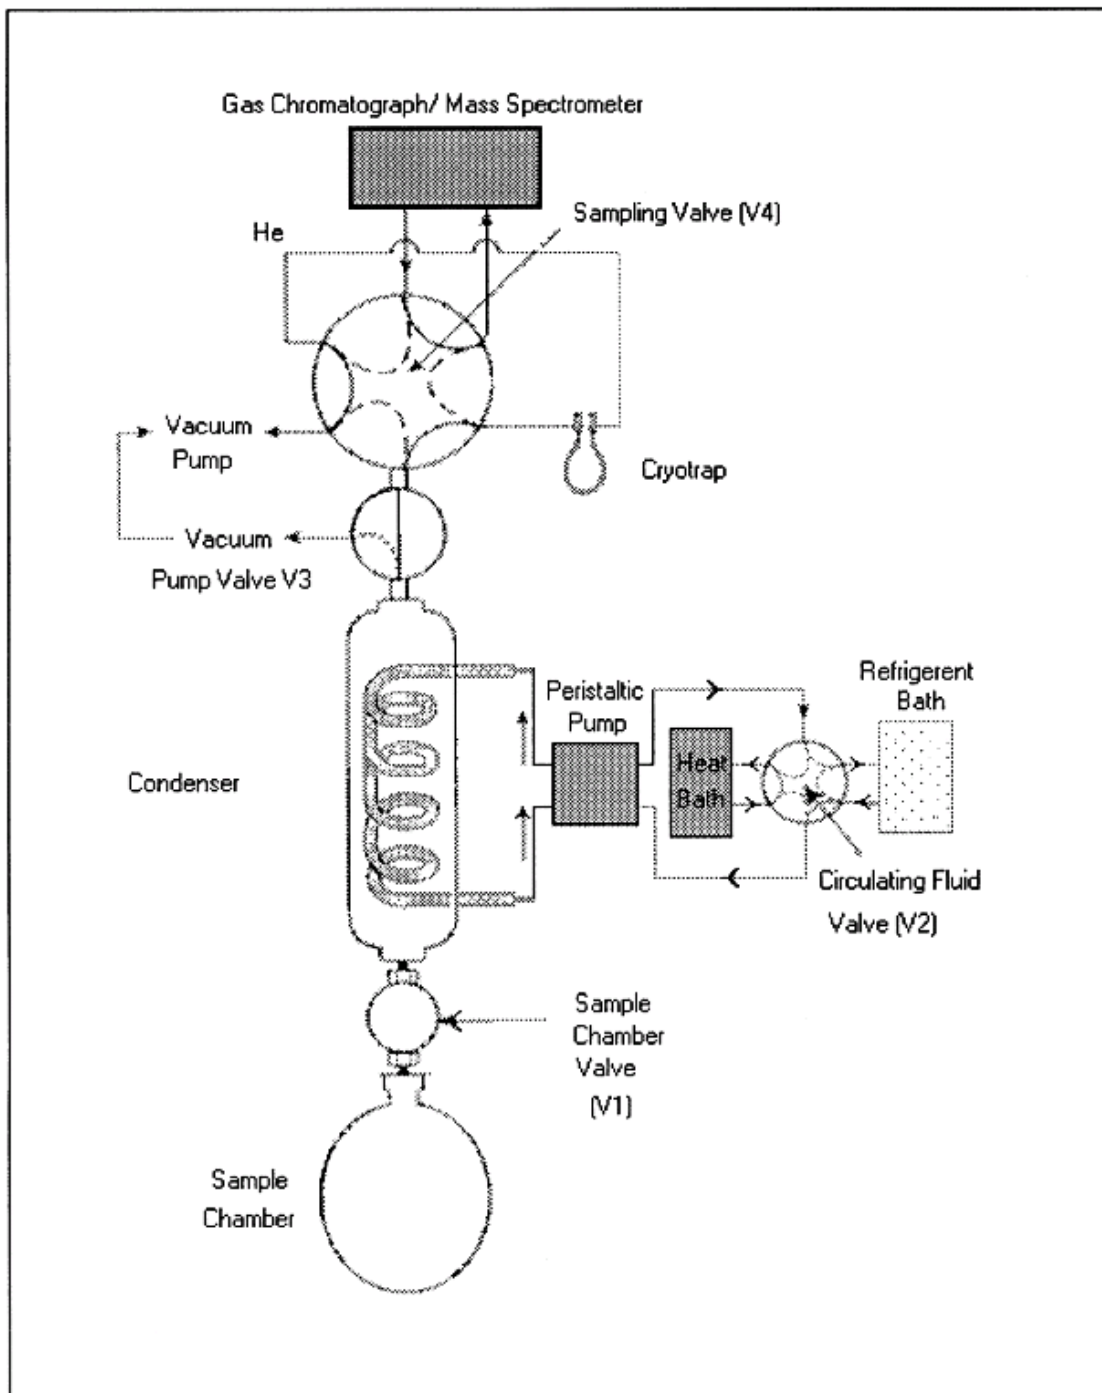 Gas Chromatograph/ Mass Spectrometer
Sampling Valve (V4)
He
Vacuum
Pump
Cryotrap
Vacuum
Pump Valve V3
Peristaltic
Pump
Refrigerent
Bath
Heat
Bath
Condenser
Circulating Fluid
Valve (V2)
Sample
Chamber
Valve
(V1)
Sample
Chamber